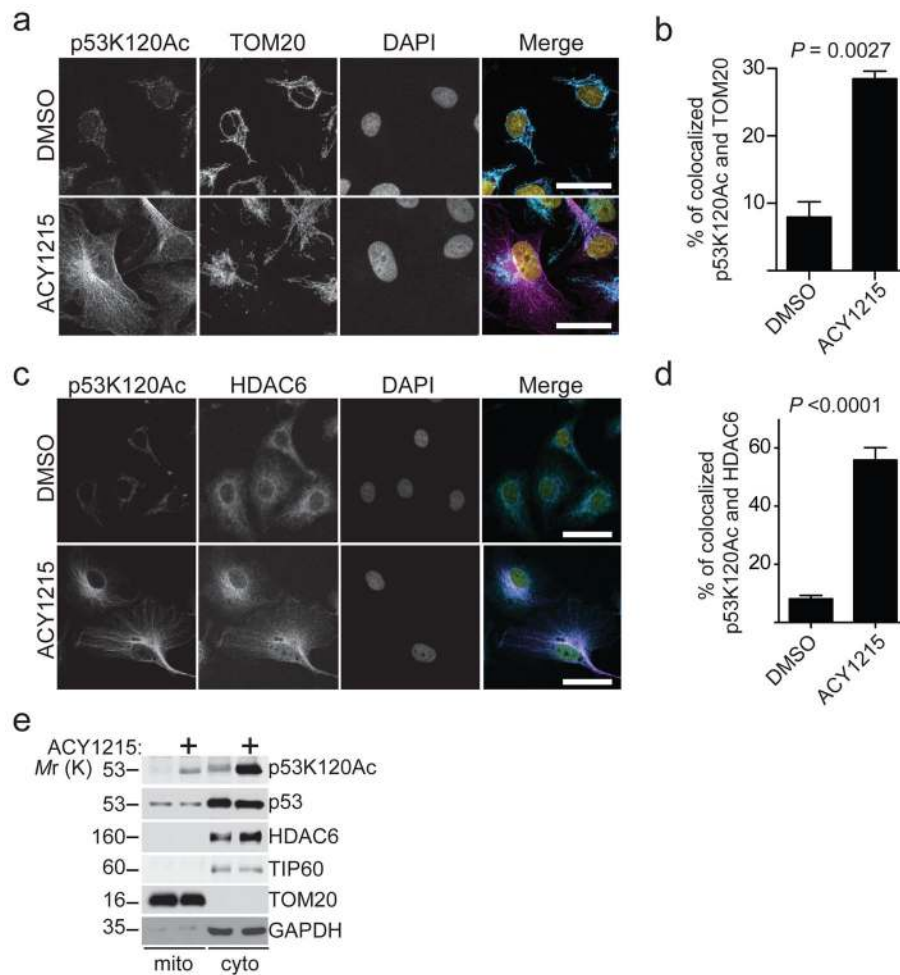 a
p53K120Ac TOM20 DAPI Merge
DMSO
ACY1215
b
P = 0.0027
% of colocalized
p53K120Ac and TOM20
30
20
10
DMSO
ACY1215
c
p53K120Ac HDAC6 DAPI Merge
DMSO
ACY1215
d
P <0.0001
% of colocalized
p53K120Ac and HDAC6
60
40
20
DMSO
ACY1215
e
ACY1215: + +
Mr (K) 53– p53K120Ac
53– p53
160– HDAC6
60– TIP60
16– TOM20
35– GAPDH
mito cyto